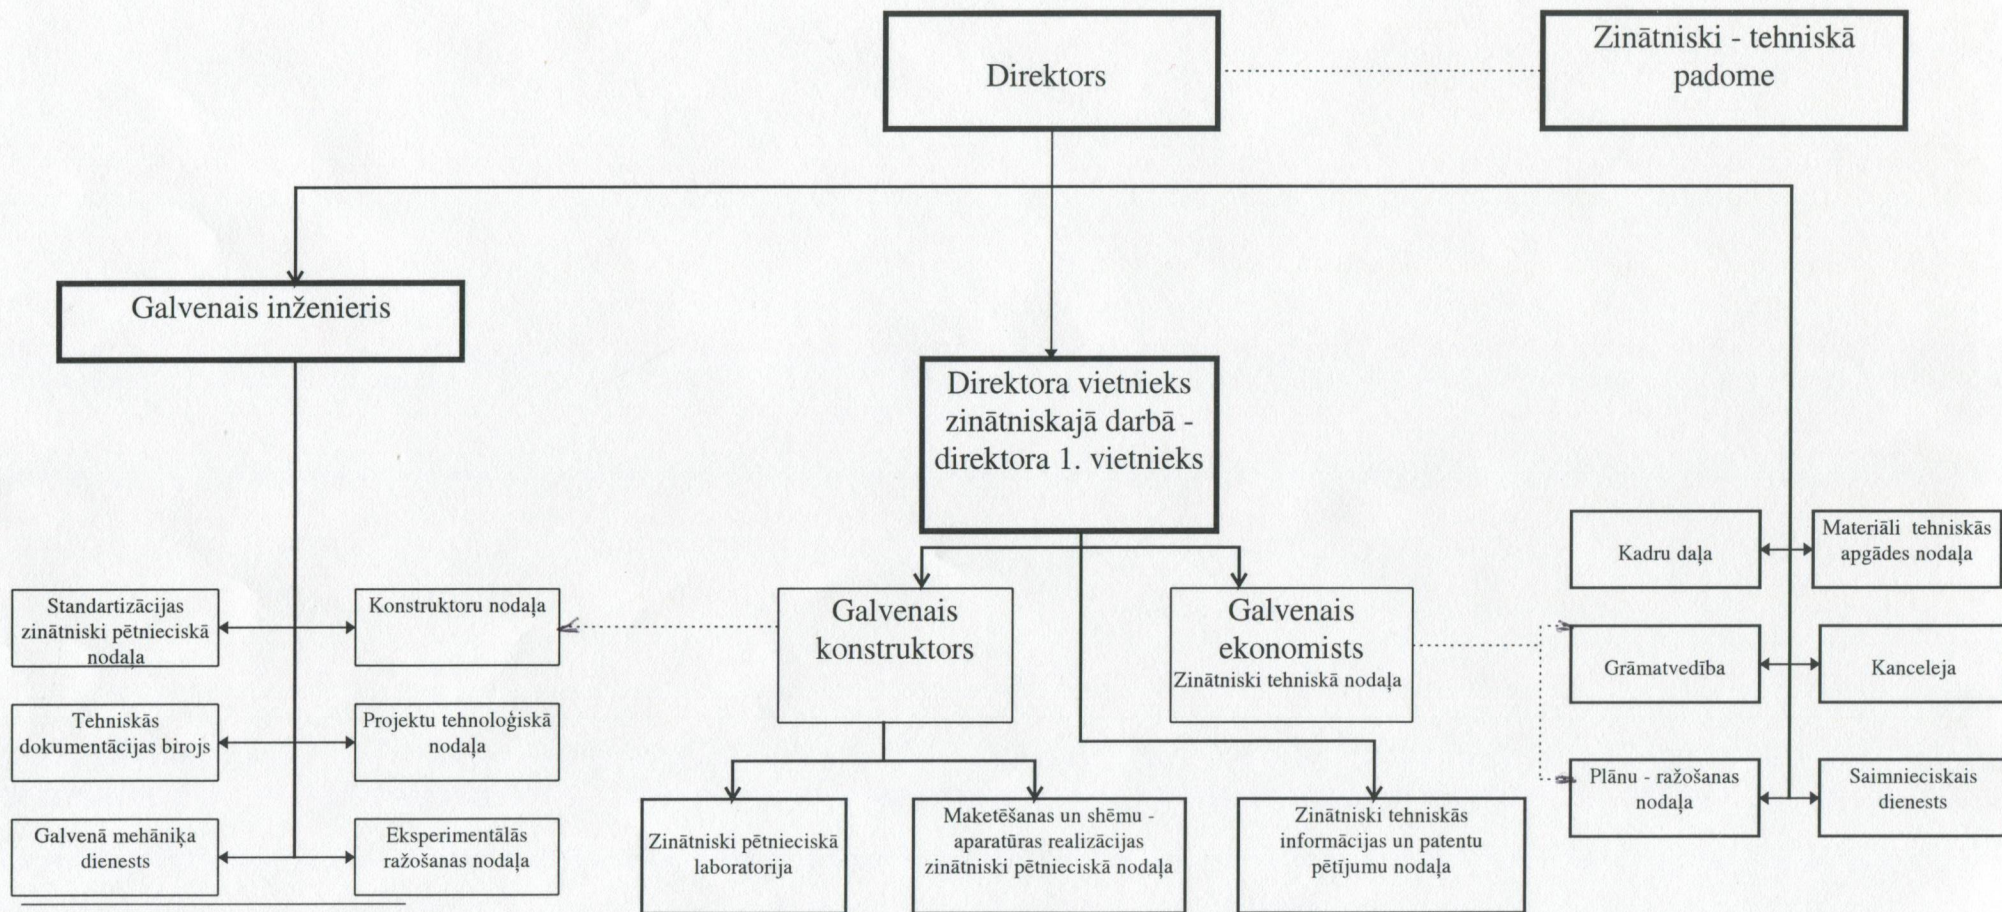 Direktors
Zinātniski - tehniskā
padome
Galvenais inženieris
Direktora vietnieks
zinātniskajā darbā -
direktora 1. vietnieks
Standartizācijas
zinātniski pētnieciskā
nodaļa
Konstruktoru nodaļa
Tehniskās
dokumentācijas birojs
Projektu tehnoloģiskā
nodaļa
Galvenā mehāniķa
dienests
Eksperimentālās
ražošanas nodaļa
Galvenais
konstruktors
Galvenais
ekonomists
Zinātniski tehniskā nodaļa
Zinātniski pētnieciskā
laboratorija
Maketēšanas un shēmu -
aparatūras realizācijas
zinātniski pētnieciskā nodaļa
Zinātniski tehniskās
informācijas un patentu
pētījumu nodaļa
Kadru daļa
Materiāli tehniskās
apgādes nodaļa
Grāmatvedība
Kanceleja
Plānu - ražošanas
nodaļa
Saimnieciskais
dienests